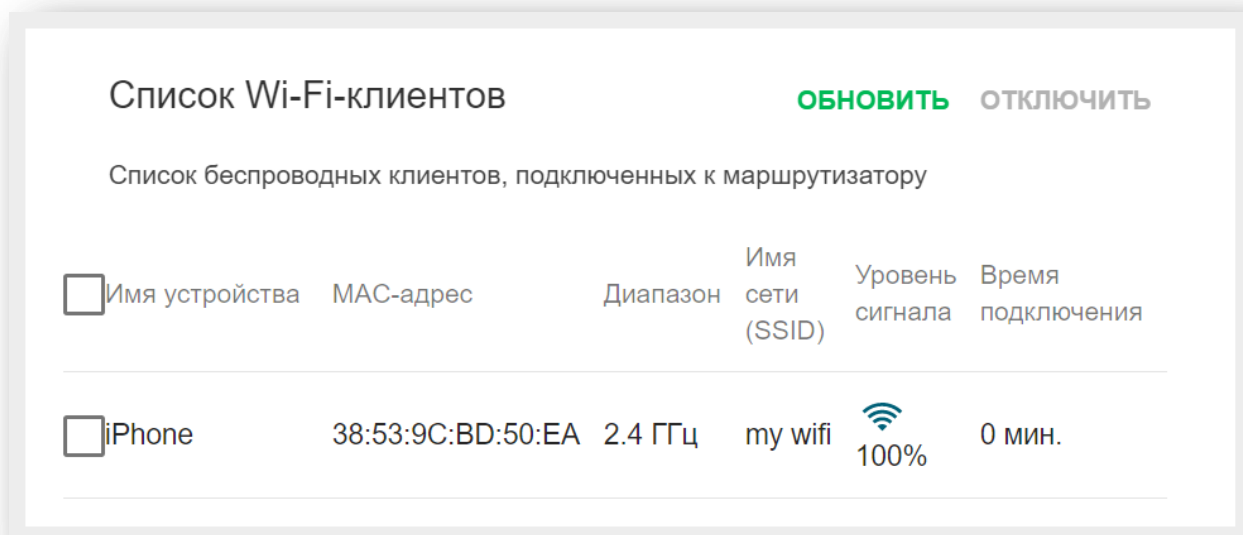 Список Wi-Fi-клиентов
ОБНОВИТЬ ОТКЛЮЧИТЬ
Список беспроводных клиентов, подключенных к маршрутизатору
Имя устройства
MAC-адрес
Диапазон
Имя
сети
(SSID)
Уровень
сигнала
Время
подключения
iPhone
38:53:9C:BD:50:EA
2.4 ГГц
my wifi
100%
0 мин.